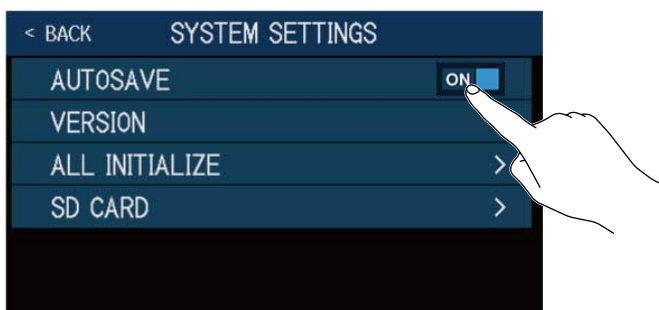 < BACK SYSTEM SETTINGS
AUTOSAVE ON
VERSION
ALL INITIALIZE >
SD CARD >